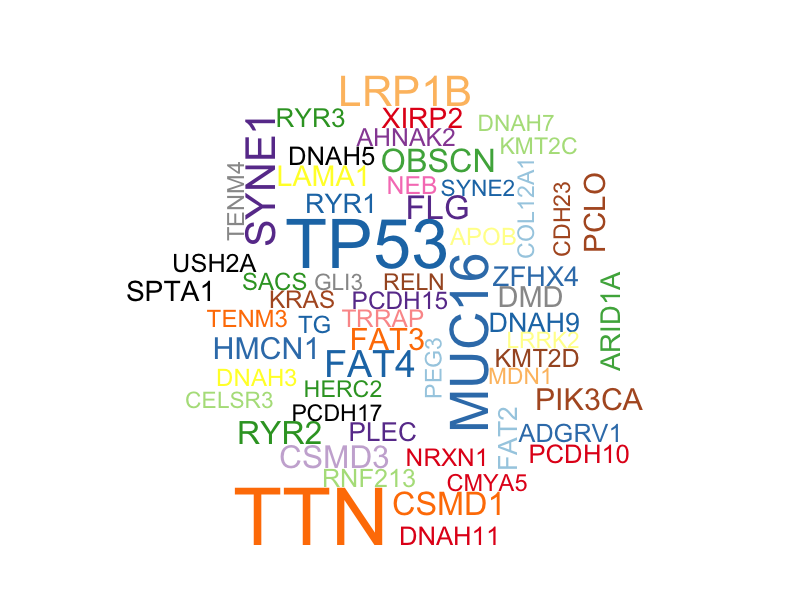 LRP1B
RYR3
XIRP2
DNAH7
AHNAK2
KMT2C
SYNE1
DNAH5
OBSCN
TENM4
LAMA1
NEB
SYNE2
COL12A1
CDH23
PCLO
RYR1
FLG
TP53
APOB
USH2A
SACS
GLI3
RELN
ZFHX4
SPTA1
KRAS
PCDH15
MUC16
DMD
ARID1A
TENM3
TG
TRRAP
DNAH9
HMCN1
FAT3
LRRK2
FAT4
PEG3
KMT2D
DNAH3
MDN1
HERC2
CELSR3
PIK3CA
PCDH17
RYR2
PLEC
FAT2
ADGRV1
CSMD3
NRXN1
PCDH10
RNF213
CMYA5
TTN
CSMD1
DNAH11